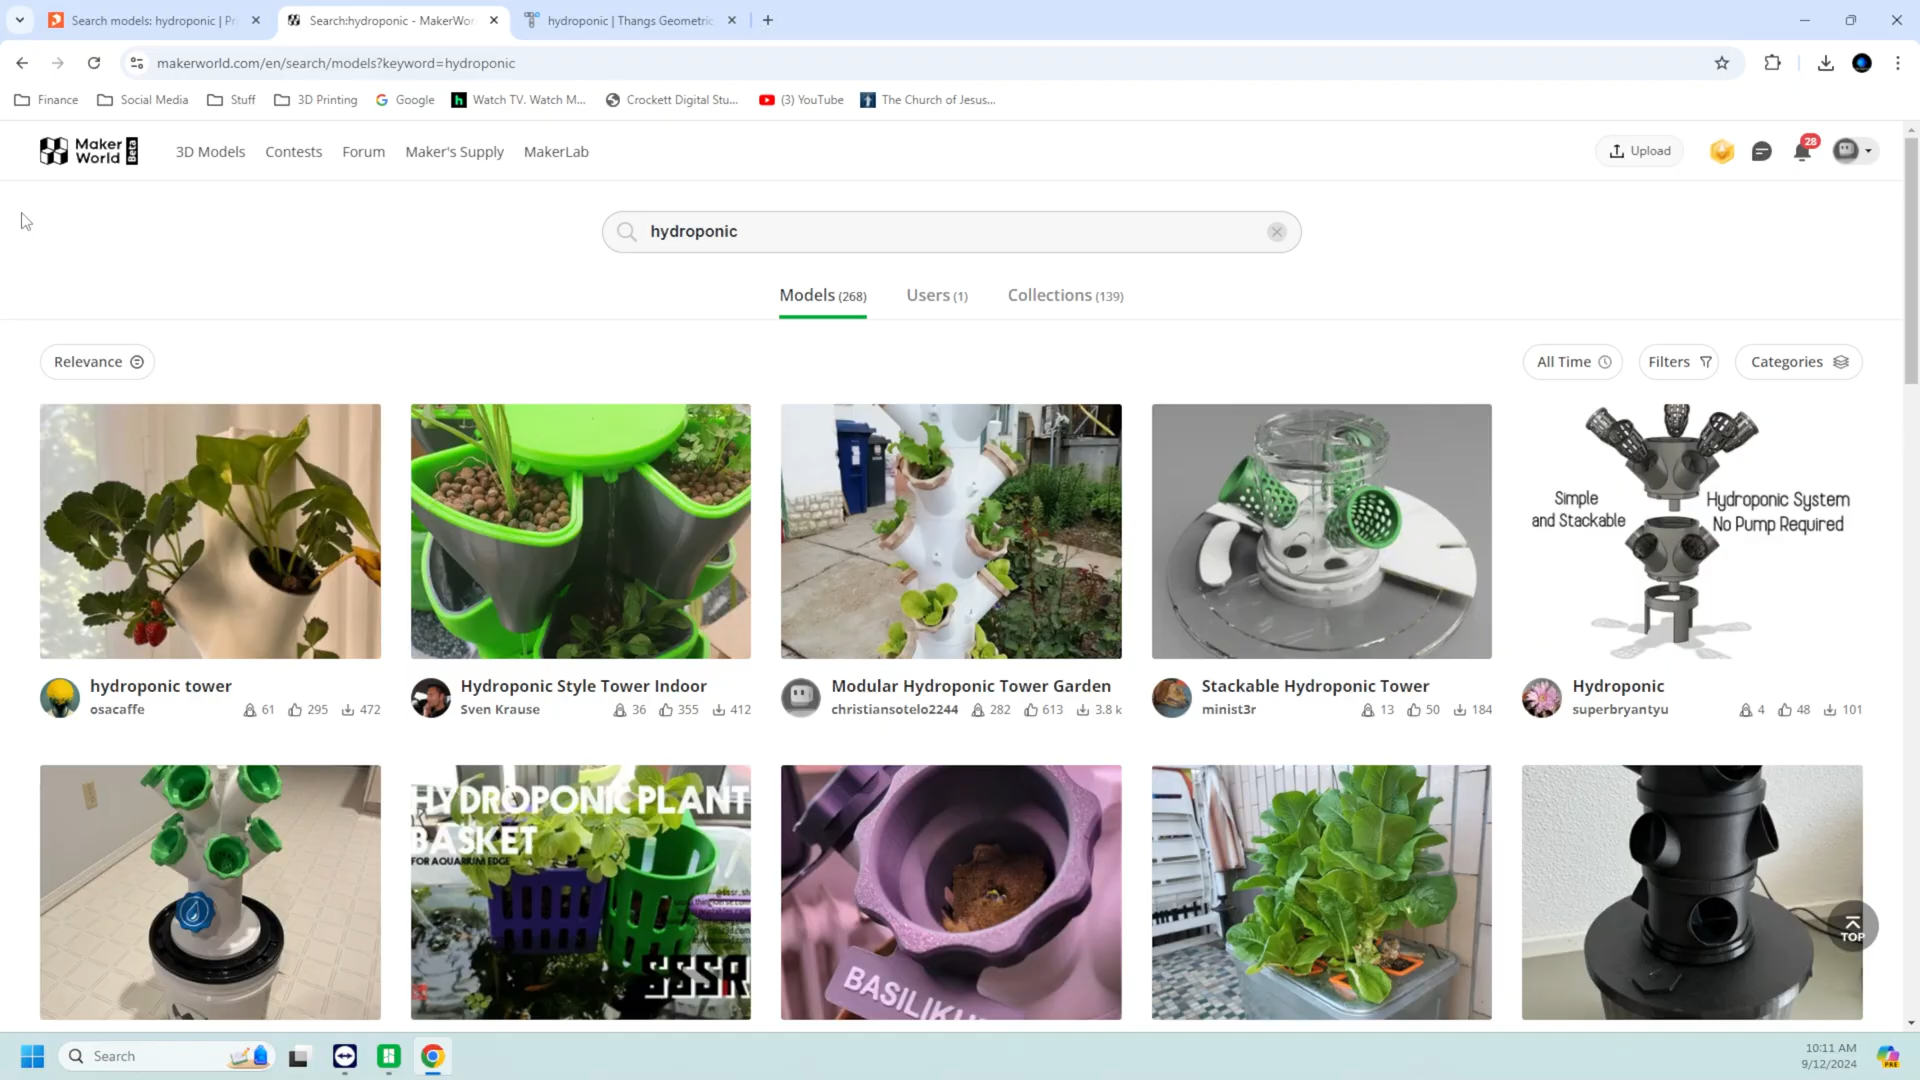 Search models: hydroponic | Pri
Search:hydroponic - MakerWor
hydroponic | Thangs Geometric
makerworld.com/en/search/models?keyword=hydroponic
Finance
Social Media
Stuff
3D Printing
Google
Watch TV. Watch M...
Crockett Digital Stu...
(3) YouTube
The Church of Jesus...
Maker World Beta
3D Models
Contests
Forum
Maker's Supply
MakerLab
Upload
28
hydroponic
Models (268)
Users (1)
Collections (139)
Relevance
All Time
Filters
Categories
Simple
and Stackable
Hydroponic System
No Pump Required
hydroponic tower
osacaffe 61 295 472
Hydroponic Style Tower Indoor
Sven Krause 36 355 412
Modular Hydroponic Tower Garden
christiansotelo2244 282 613 3.8 k
Stackable Hydroponic Tower
minist3r 13 50 184
Hydroponic
superbryantyu 4 48 101
HYDROPONIC PLANT
BASKET
FOR AQUARIUM EDGE
SSSR
BASILIKU
TOP
Search
10:11 AM
9/12/2024
PRE